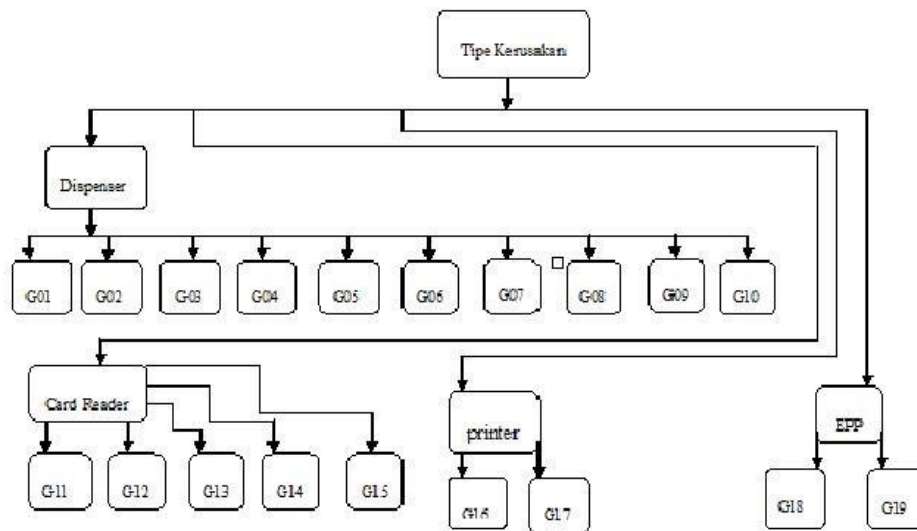 Tipe Kerusakan
Dispenser
G01 G02 G03 G04 G05 G06 G07 G08 G09 G10
Card Reader
printer
EPP
G11 G12 G13 G14 G15
G16 G17
G18 G19